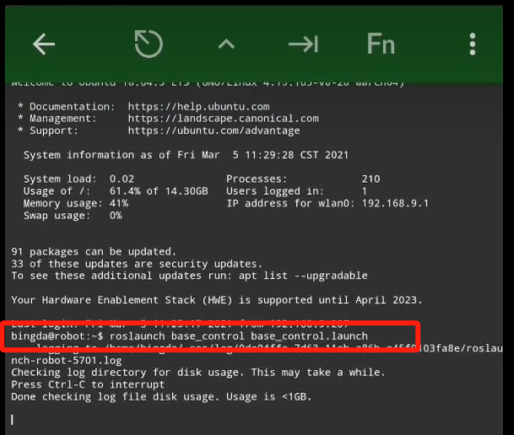 Fn
Welcome to Ubuntu 18.04.5 LTS (GNU/Linux 4.19.105-v8-28 aarch64)
* Documentation: https://help.ubuntu.com
* Management: https://landscape.canonical.com
* Support: https://ubuntu.com/advantage
System information as of Fri Mar 5 11:29:28 CST 2021
System load: 0.02 Processes: 210
Usage of /: 61.4% of 14.30GB Users logged in: 1
Memory usage: 41% IP address for wlan0: 192.168.9.1
Swap usage: 0%
91 packages can be updated.
33 of these updates are security updates.
To see these additional updates run: apt list --upgradable
Your Hardware Enablement Stack (HWE) is supported until April 2023.
Last login: Fri Mar 5 from
bingda@robot:~$ roslaunch base_control base_control.launch
logging to
nch-robot-5701.log
Checking log directory for disk usage. This may take a while.
Press Ctrl-C to interrupt
Done checking log file disk usage. Usage is <1GB.